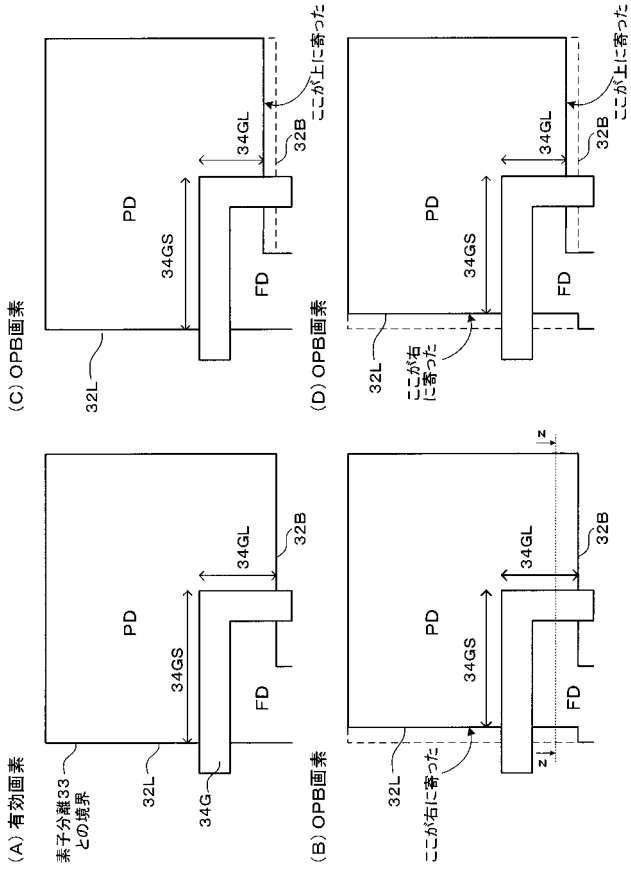 (A) 有効画素
素子分離33
との境界
32L
34G
PD
34GS
34GL
FD
32B
(B) OPB画素
32L
ここが右に寄った
PD
34GS
34GL
FD
32B
z
z
(C) OPB画素
32L
PD
34GS
34GL
FD
32B
ここが上に寄った
(D) OPB画素
32L
ここが右
に寄った
PD
34GS
34GL
FD
32B
ここが上に寄った